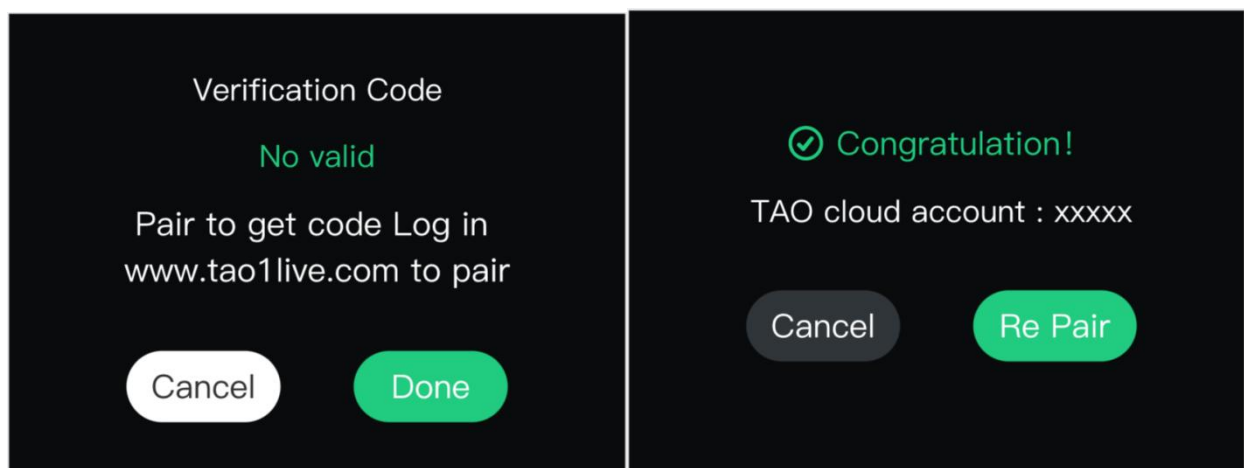 Verification Code
No valid
Pair to get code Log in
www.tao1live.com to pair
Cancel
Done
Congratulation!
TAO cloud account : xxxxx
Cancel
Re Pair